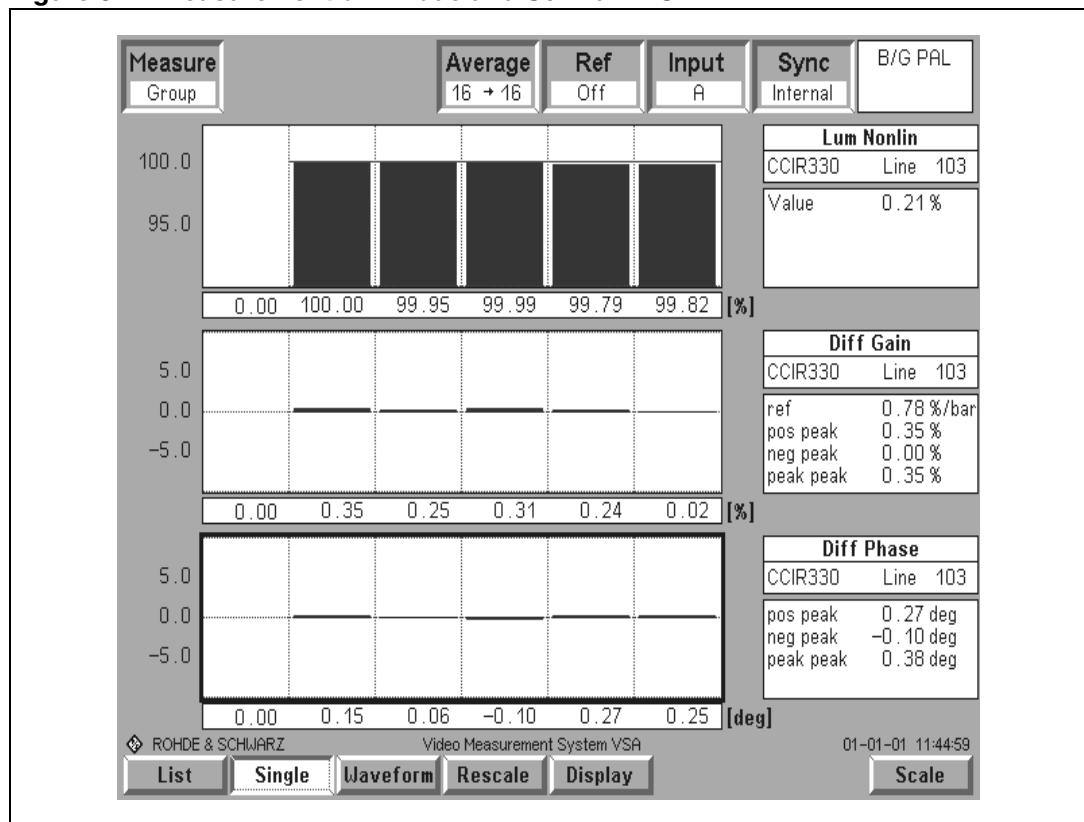 Measure
Group
Average
16 → 16
Ref
Off
Input
A
Sync
Internal
B/G PAL
100.0
95.0
0.00 100.00 99.95 99.99 99.79 99.82 [%]
Lum Nonlin
CCIR330 Line 103
Value 0.21 %
5.0
0.0
-5.0
0.00 0.35 0.25 0.31 0.24 0.02 [%]
Diff Gain
CCIR330 Line 103
ref 0.78 %/bar
pos peak 0.35 %
neg peak 0.00 %
peak peak 0.35 %
5.0
0.0
-5.0
0.00 0.15 0.06 -0.10 0.27 0.25 [deg]
Diff Phase
CCIR330 Line 103
pos peak 0.27 deg
neg peak -0.10 deg
peak peak 0.38 deg
ROHDE & SCHWARZ Video Measurement System VSA 01-01-01 11:44:59
List Single Waveform Rescale Display Scale